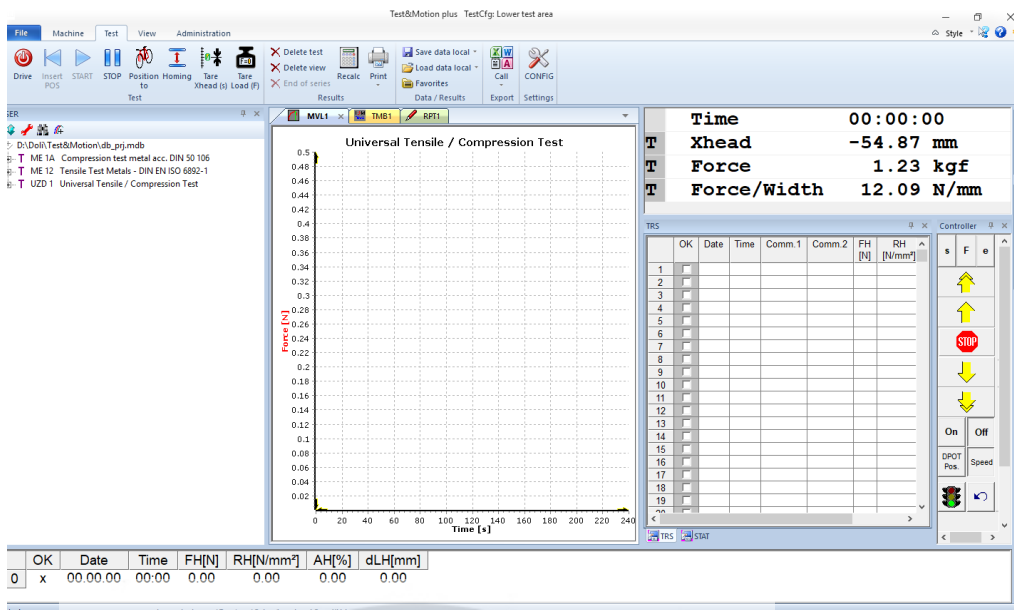 Test&Motion plus TestCfg: Lower test area
File Machine Test View Administration
Style
Drive Insert POS START STOP Position to Homing Tare Xhead (s) Tare Load (F)
Test
Delete test
Delete view
End of series
Recalc Print
Results
Save data local
Load data local
Favorites
Data / Results
Call
Export
CONFIG
Settings
SER
D:\Doli\Test&Motion\db_prj.mdb
T ME 1A Compression test metal acc. DIN 50 106
T ME 12 Tensile Test Metals - DIN EN ISO 6892-1
T UZD 1 Universal Tensile / Compression Test
MVL1 TMB1 RPT1
Universal Tensile / Compression Test
0.5
0.48
0.46
0.44
0.42
0.4
0.38
0.36
0.34
0.32
0.3
0.28
0.26
0.24
0.22
0.2
0.18
0.16
0.14
0.12
0.1
0.08
0.06
0.04
0.02
Force [N]
0 20 40 60 80 100 120 140 160 180 200 220 240
Time [s]
Time 00:00:00
T Xhead -54.87 mm
T Force 1.23 kgf
T Force/Width 12.09 N/mm
TRS
OK Date Time Comm.1 Comm.2 FH [N] RH [N/mm²]
1
2
3
4
5
6
7
8
9
10
11
12
13
14
15
16
17
18
19
20
TRS STAT
Controller
s F e
STOP
On Off
DPOT Pos. Speed
OK Date Time FH[N] RH[N/mm²] AH[%] dLH[mm]
0 x 00.00.00 00:00 0.00 0.00 0.00 0.00